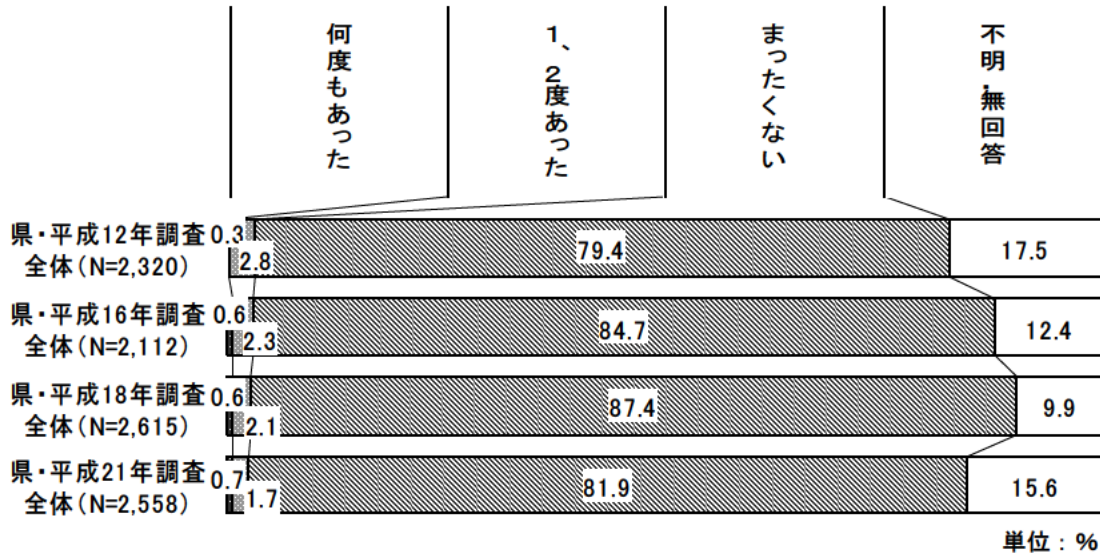 何度もあった
1、2度あった
まったくない
不明・無回答
県・平成12年調査 0.3
全体(N=2,320) 2.8 79.4 17.5
県・平成16年調査 0.6
全体(N=2,112) 2.3 84.7 12.4
県・平成18年調査 0.6
全体(N=2,615) 2.1 87.4 9.9
県・平成21年調査 0.7
全体(N=2,558) 1.7 81.9 15.6
単位:%